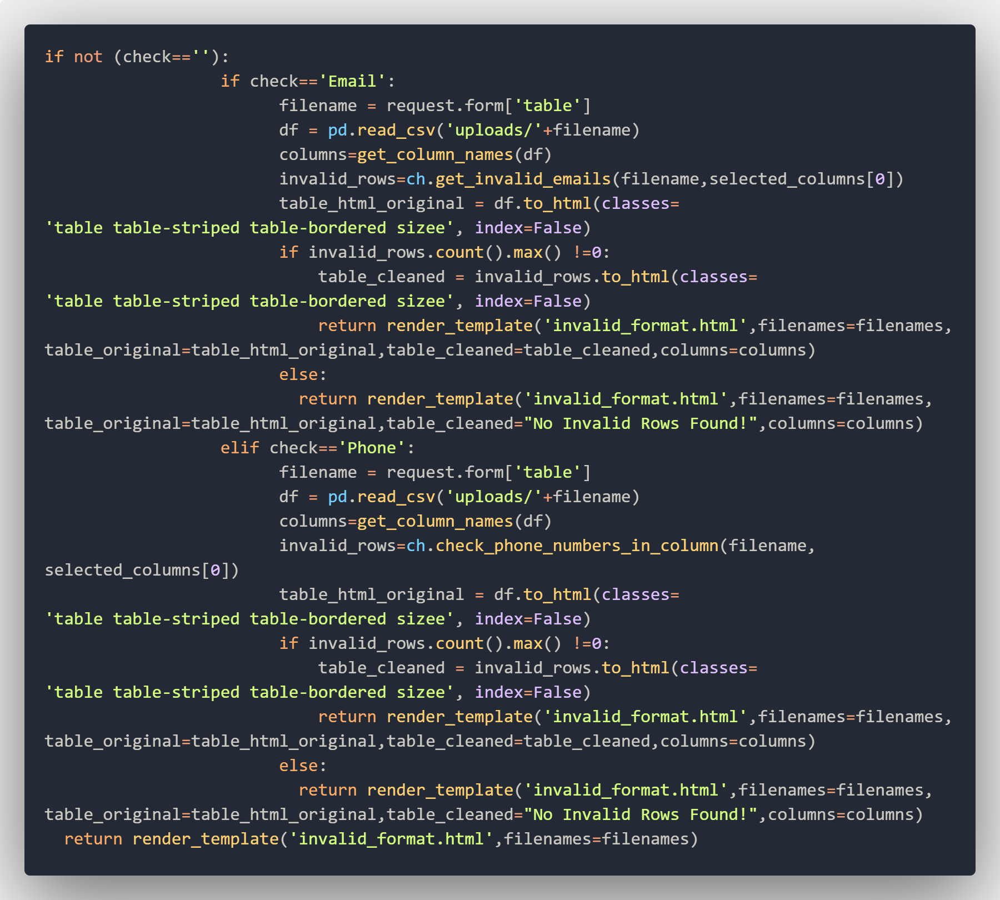 if not (check==''):
                  if check=='Email':
                        filename = request.form['table']
                        df = pd.read_csv('uploads/'+filename)
                        columns=get_column_names(df)
                        invalid_rows=ch.get_invalid_emails(filename,selected_columns[0])
                        table_html_original = df.to_html(classes=
'table table-striped table-bordered sizee', index=False)
                        if invalid_rows.count().max() !=0:
                            table_cleaned = invalid_rows.to_html(classes=
'table table-striped table-bordered sizee', index=False)
                            return render_template('invalid_format.html',filenames=filenames,
table_original=table_html_original,table_cleaned=table_cleaned,columns=columns)
                        else:
                          return render_template('invalid_format.html',filenames=filenames,
table_original=table_html_original,table_cleaned="No Invalid Rows Found!",columns=columns)
                  elif check=='Phone':
                        filename = request.form['table']
                        df = pd.read_csv('uploads/'+filename)
                        columns=get_column_names(df)
                        invalid_rows=ch.check_phone_numbers_in_column(filename,
selected_columns[0])
                        table_html_original = df.to_html(classes=
'table table-striped table-bordered sizee', index=False)
                        if invalid_rows.count().max() !=0:
                            table_cleaned = invalid_rows.to_html(classes=
'table table-striped table-bordered sizee', index=False)
                            return render_template('invalid_format.html',filenames=filenames,
table_original=table_html_original,table_cleaned=table_cleaned,columns=columns)
                        else:
                          return render_template('invalid_format.html',filenames=filenames,
table_original=table_html_original,table_cleaned="No Invalid Rows Found!",columns=columns)
  return render_template('invalid_format.html',filenames=filenames)